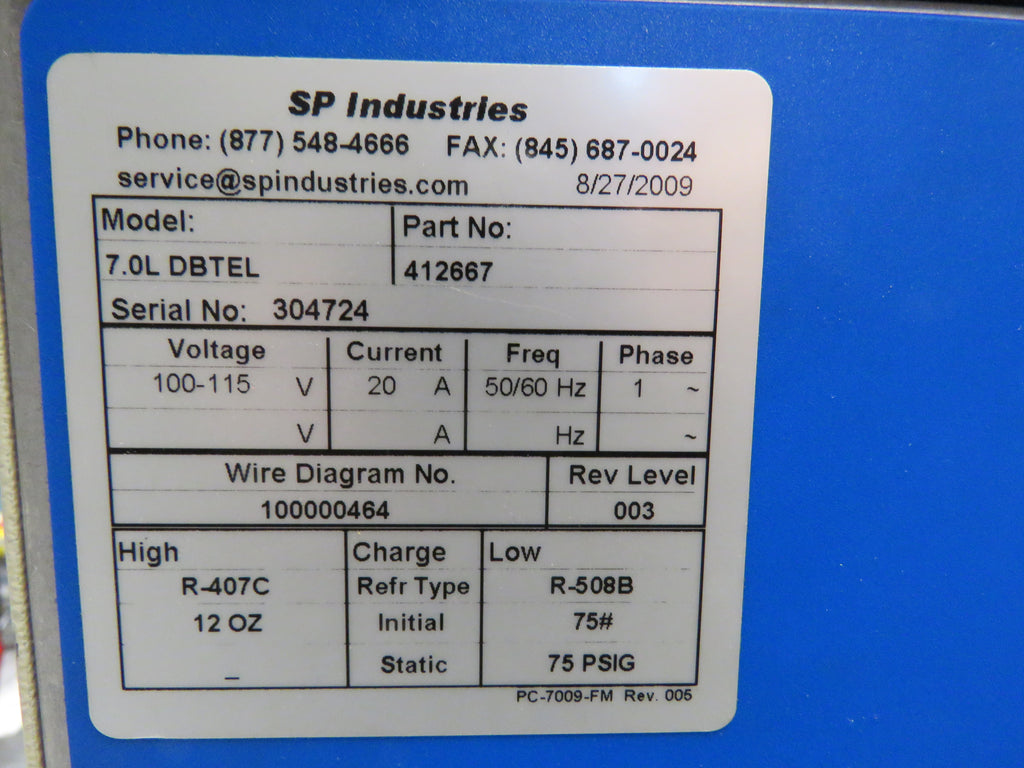 SP Industries
Phone: (877) 548-4666 FAX: (845) 687-0024
service@spindustries.com 8/27/2009
Model: Part No:
7.0L DBTEL 412667
Serial No: 304724
Voltage Current Freq Phase
100-115 V 20 A 50/60 Hz 1 ~
V A Hz ~
Wire Diagram No. Rev Level
100000464 003
High Charge Low
R-407C Refr Type R-508B
12 OZ Initial 75#
_ Static 75 PSIG
PC-7009-FM Rev. 005